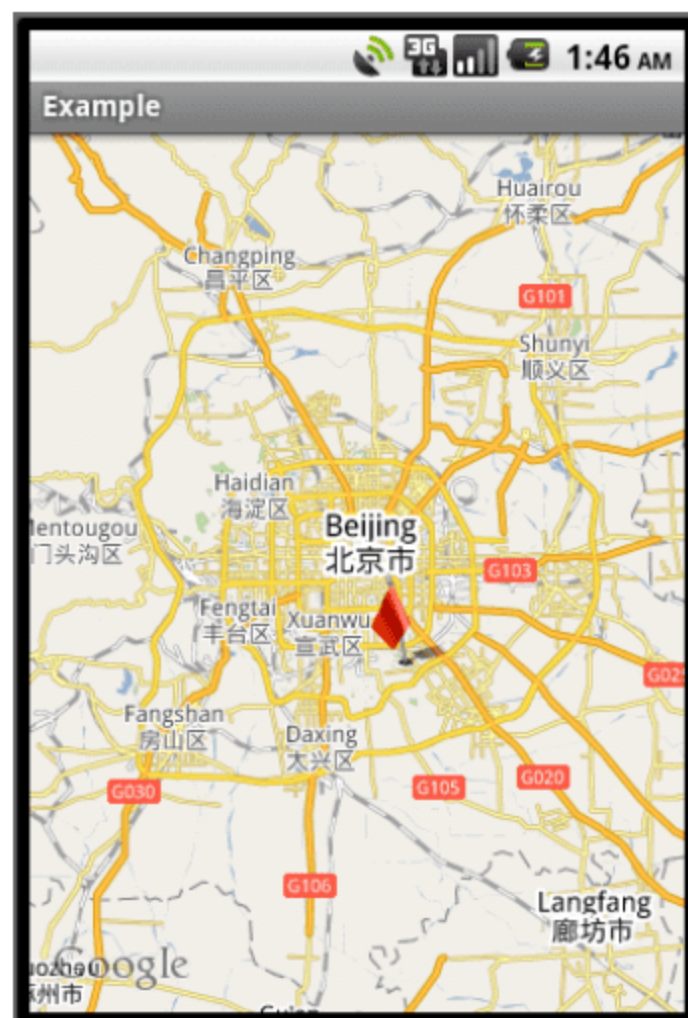 3G 1:46 AM
Example
Huairou
怀柔区
Changping
昌平区
G101
Shunyi
顺义区
Haidian
海淀区
Beijing
北京市
Mentougou
门头沟区
G103
Fengtai
丰台区
Xuanwu
宣武区
Fangshan
房山区
Daxing
大兴区
G030
G105
G020
G106
Langfang
廊坊市
Google
州市